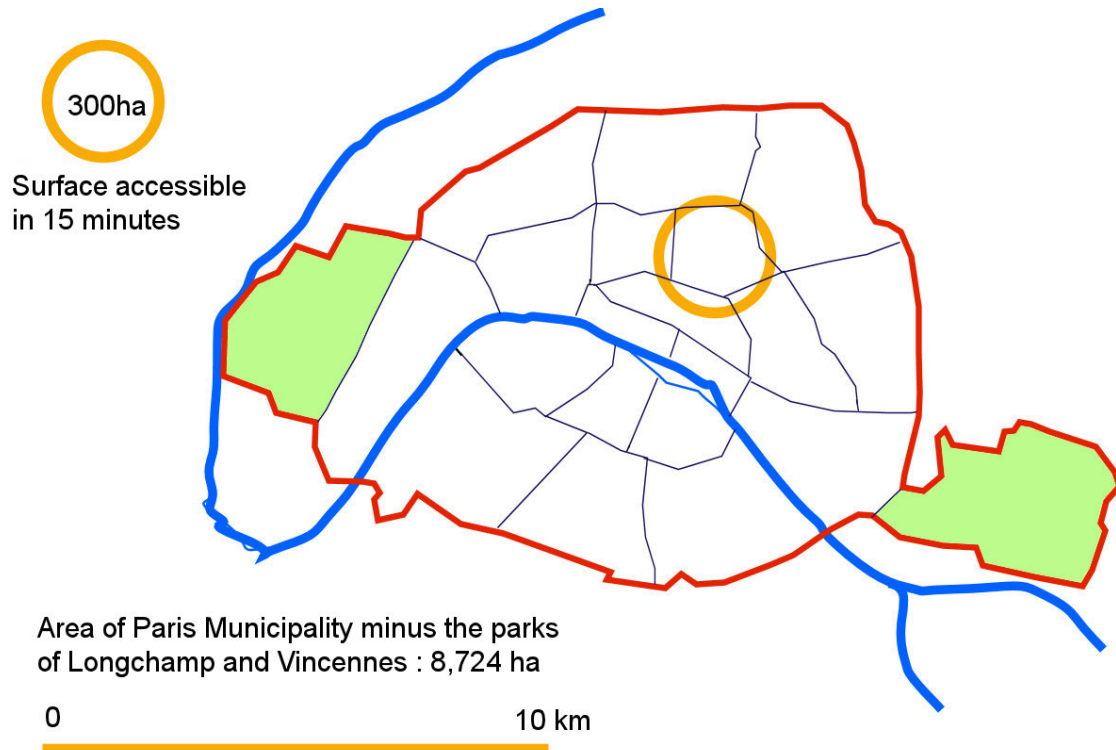 300ha
Surface accessible
in 15 minutes
Area of Paris Municipality minus the parks
of Longchamp and Vincennes : 8,724 ha
0 10 km